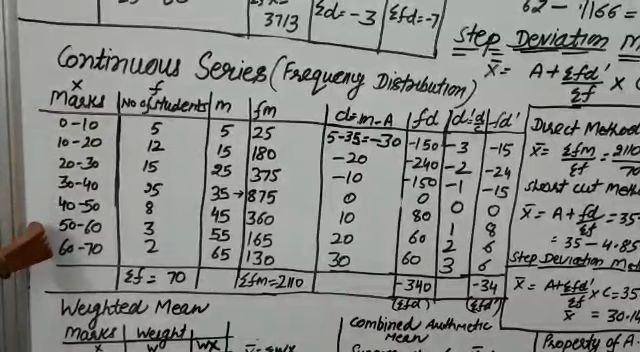 3713 | Σd= -3 | Σfd= -7
Step Deviation M
x̄ = A + Σfd' x C
Σf
Continuous Series (Frequency Distribution)
x f
Marks | No of students | m | fm | d=m-A | fd | d'=d/c | fd'
0-10 | 5 | 5 | 25 | 5-35=-30 | -150 | -3 | -15
10-20 | 12 | 15 | 180 | -20 | -240 | -2 | -24
20-30 | 15 | 25 | 375 | -10 | -150 | -1 | -15
30-40 | 25 | 35 → | 875 | 0 | 0 | 0 | 0
40-50 | 8 | 45 | 360 | 10 | 80 | 1 | 8
50-60 | 3 | 55 | 165 | 20 | 60 | 2 | 6
60-70 | 2 | 65 | 130 | 30 | 60 | 3 | 6
Σf = 70 | Σfm=2110 | -340 | -34
(Σfd) (Σfd')
Direct Method
x̄ = Σfm = 2110
Σf 70
Short cut Meth
x̄ = A + fd = 35
Σf
= 35 - 4.85
Step Deviation Met
x̄ = A + Σfd' x C = 35
Σf
x̄ = 30.14
Weighted Mean
Marks | Weight
x | W | WX
Combined Arithmetic
Mean
Property of A